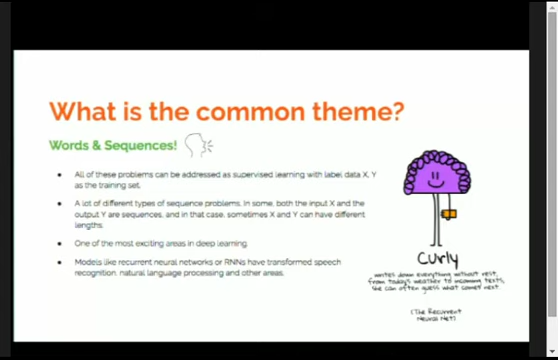 What is the common theme?
Words & Sequences!
All of these problems can be addressed as supervised learning with label data X, Y
as the training set.
A lot of different types of sequence problems. In some, both the input X and the
output Y are sequences, and in that case, sometimes X and Y can have different
lengths.
One of the most exciting areas in deep learning.
Models like recurrent neural networks or RNNs have transformed speech
recognition, natural language processing and other areas.
Curly
writes down everything without rest,
from today's weather to incoming texts,
she can often guess what comes next.
(The Recurrent
Neural Net)